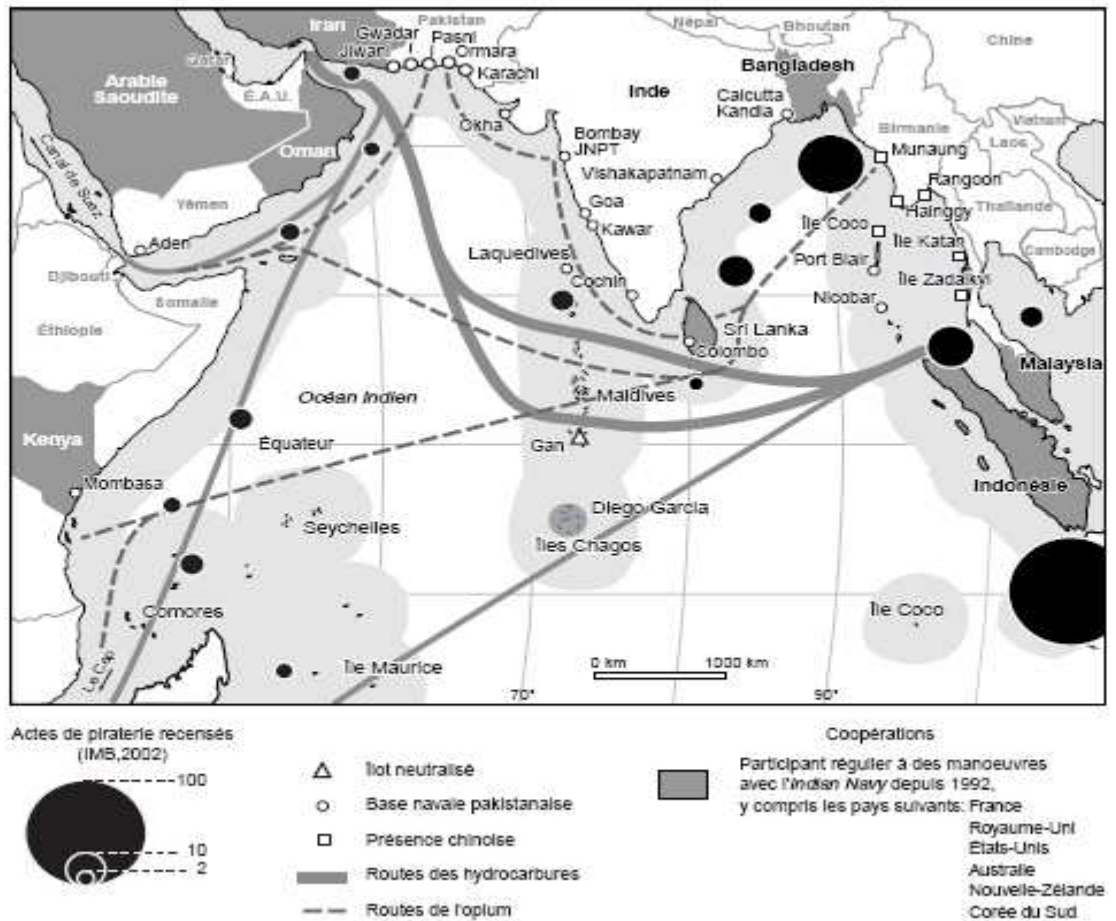 Iran
Pakistan
Gwadar
Pasni
Jiwan
Ormara
Karachi
Népal
Bhoutan
Chine
Qatar
É.A.U.
Arabie
Saoudite
Oman
Okha
Inde
Bangladesh
Calcutta
Kandla
Birmanie
Vietnam
Laos
Bombay
JNPT
Munaung
Rangoon
Hainggy
Thaïlande
Canal de Suez
Yémen
Vishakapatnam
Goa
Kawar
Île Coco
Île Katan
Cambodge
Aden
Djibouti
Somalie
Laquedives
Cochin
Port Blair
Île Zadaikyi
Nicobar
Éthiopie
Sri Lanka
Colombo
Malaysia
Océan Indien
Maldives
Kenya
Équateur
Gan
Mombasa
Indonésie
Seychelles
Diego Garcia
Îles Chagos
Comores
Île Coco
Le Cap
Île Maurice
0 km
1000 km
70°
90°
Actes de piraterie recensés
(IMB,2002)
100
10
2
Îlot neutralisé
Base navale pakistanaise
Présence chinoise
Routes des hydrocarbures
Routes de l'opium
Coopérations
Participant régulier à des manoeuvres
avec l'Indian Navy depuis 1992,
y compris les pays suivants: France
Royaume-Uni
États-Unis
Australie
Nouvelle-Zélande
Corée du Sud